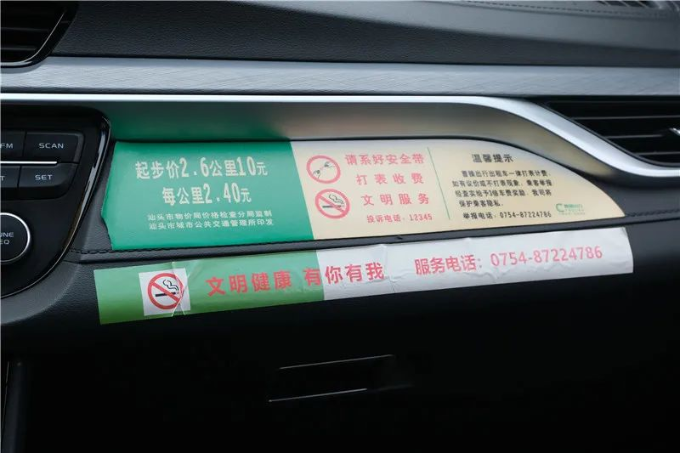 FM
SCAN
SET
TUNE
EQ
起步价2.6公里10元
每公里2.40元
汕头市物价局价格检查分局监制
汕头市城市公共交通管理所印发
请系好安全带
打表收费
文明服务
投诉电话：12345
温馨提示
举报电话：0754-87224786
文明健康 有你有我
服务电话：0754-87224786